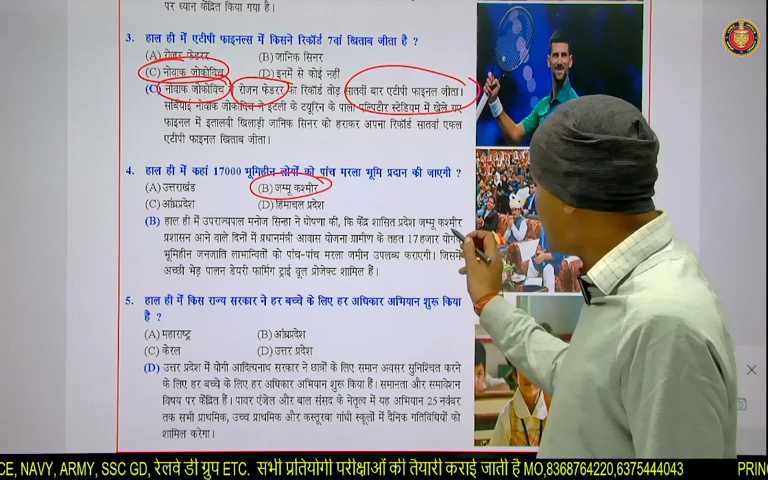 पर ध्यान केंद्रित किया गया है।
3. हाल ही में एटीपी फाइनल्स में किसने रिकॉर्ड 7वां खिताब जीता है ?
(A) रोजर फेडरर (B) जानिक सिनर
(C) नोवाक जोकोविच (D) इनमें से कोई नहीं
(C) नोवाक जोकोविच ने रोजन फेडरर का रिकॉर्ड तोड़ सातवीं बार एटीपी फाइनल जीता।
सर्बियाई नोवाक जोकोविच ने इटली के ट्यूरिन के पाला एल्पिटौर स्टेडियम में खेले गए
फाइनल में इतालवी खिलाड़ी जानिक सिनर को हराकर अपना रिकॉर्ड सातवां एकल
एटीपी फाइनल खिताब जीता।
4. हाल ही में कहां 17000 भूमिहीन लोगों को पांच मरला भूमि प्रदान की जाएगी ?
(A) उत्तराखंड (B) जम्मू कश्मीर
(C) आंध्रप्रदेश (D) हिमाचल प्रदेश
(B) हाल ही में उपराज्यपाल मनोज सिन्हा ने घोषणा की, कि केंद्र शासित प्रदेश जम्मू कश्मीर
प्रशासन आने वाले दिनों में प्रधानमंत्री आवास योजना ग्रामीण के तहत 17 हजार योग्य
भूमिहीन जनजाति लाभान्वितों को पांच-पांच मरला जमीन उपलब्ध कराएगी। जिसमें
अच्छी भेड़ पालन डेयरी फार्मिंग ट्राई वूल प्रोजेक्ट शामिल हैं।
5. हाल ही में किस राज्य सरकार ने हर बच्चे के लिए हर अधिकार अभियान शुरू किया
है ?
(A) महाराष्ट्र (B) आंध्रप्रदेश
(C) केरल (D) उत्तर प्रदेश
(D) उत्तर प्रदेश में योगी आदित्यनाथ सरकार ने छात्रों के लिए समान अवसर सुनिश्चित करने
के लिए हर बच्चे के लिए हर अधिकार अभियान शुरू किया हैं। समानता और समावेशन
विषय पर केंद्रित हैं। पावर एंजेल और बाल संसद के नेतृत्व में यह अभियान 25 नवंबर
तक सभी प्राथमिक, उच्च प्राथमिक और कस्तूरबा गांधी स्कूलों में दैनिक गतिविधियों को
शामिल करेगा।
CE, NAVY, ARMY, SSC GD, रेलवे डी ग्रुप ETC. सभी प्रतियोगी परीक्षाओं की तैयारी कराई जाती है MO,8368764220,6375444043 PRIN